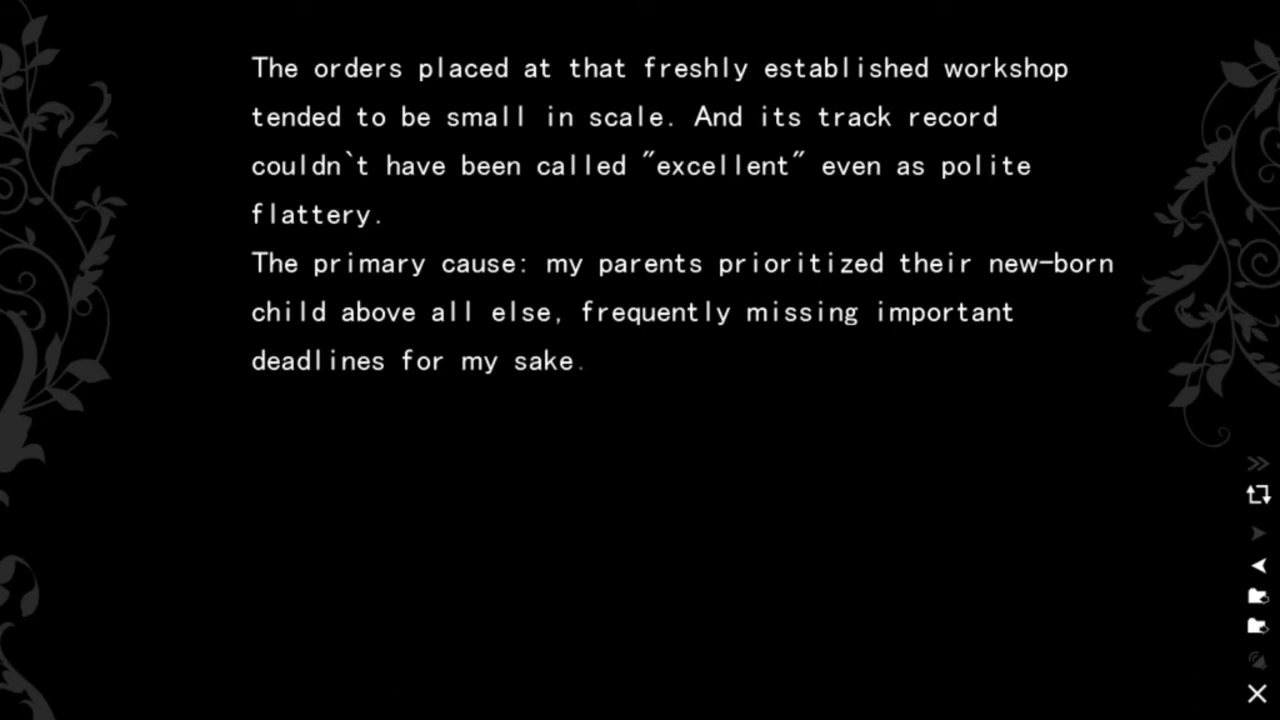 The orders placed at that freshly established workshop
tended to be small in scale. And its track record
couldn`t have been called "excellent" even as polite
flattery.
The primary cause: my parents prioritized their new-born
child above all else, frequently missing important
deadlines for my sake.